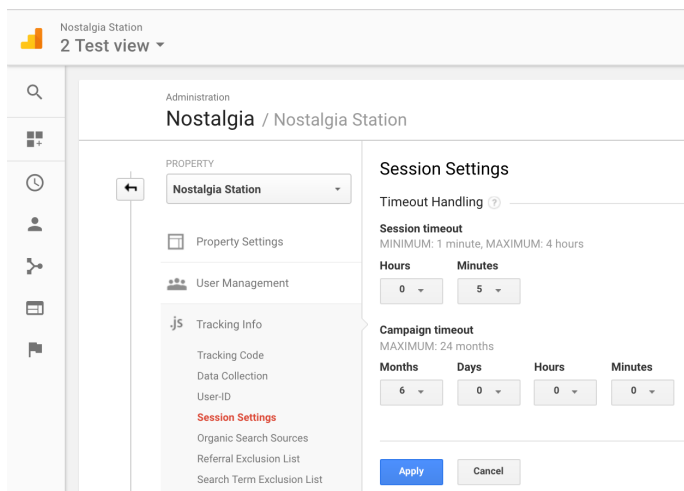 Nostalgia Station
2 Test view
Administration
Nostalgia / Nostalgia Station
PROPERTY
Nostalgia Station
Property Settings
User Management
.js Tracking Info
Tracking Code
Data Collection
User-ID
Session Settings
Organic Search Sources
Referral Exclusion List
Search Term Exclusion List
Session Settings
Timeout Handling ?
Session timeout
MINIMUM: 1 minute, MAXIMUM: 4 hours
Hours Minutes
0 5
Campaign timeout
MAXIMUM: 24 months
Months Days Hours Minutes
6 0 0 0
Apply Cancel